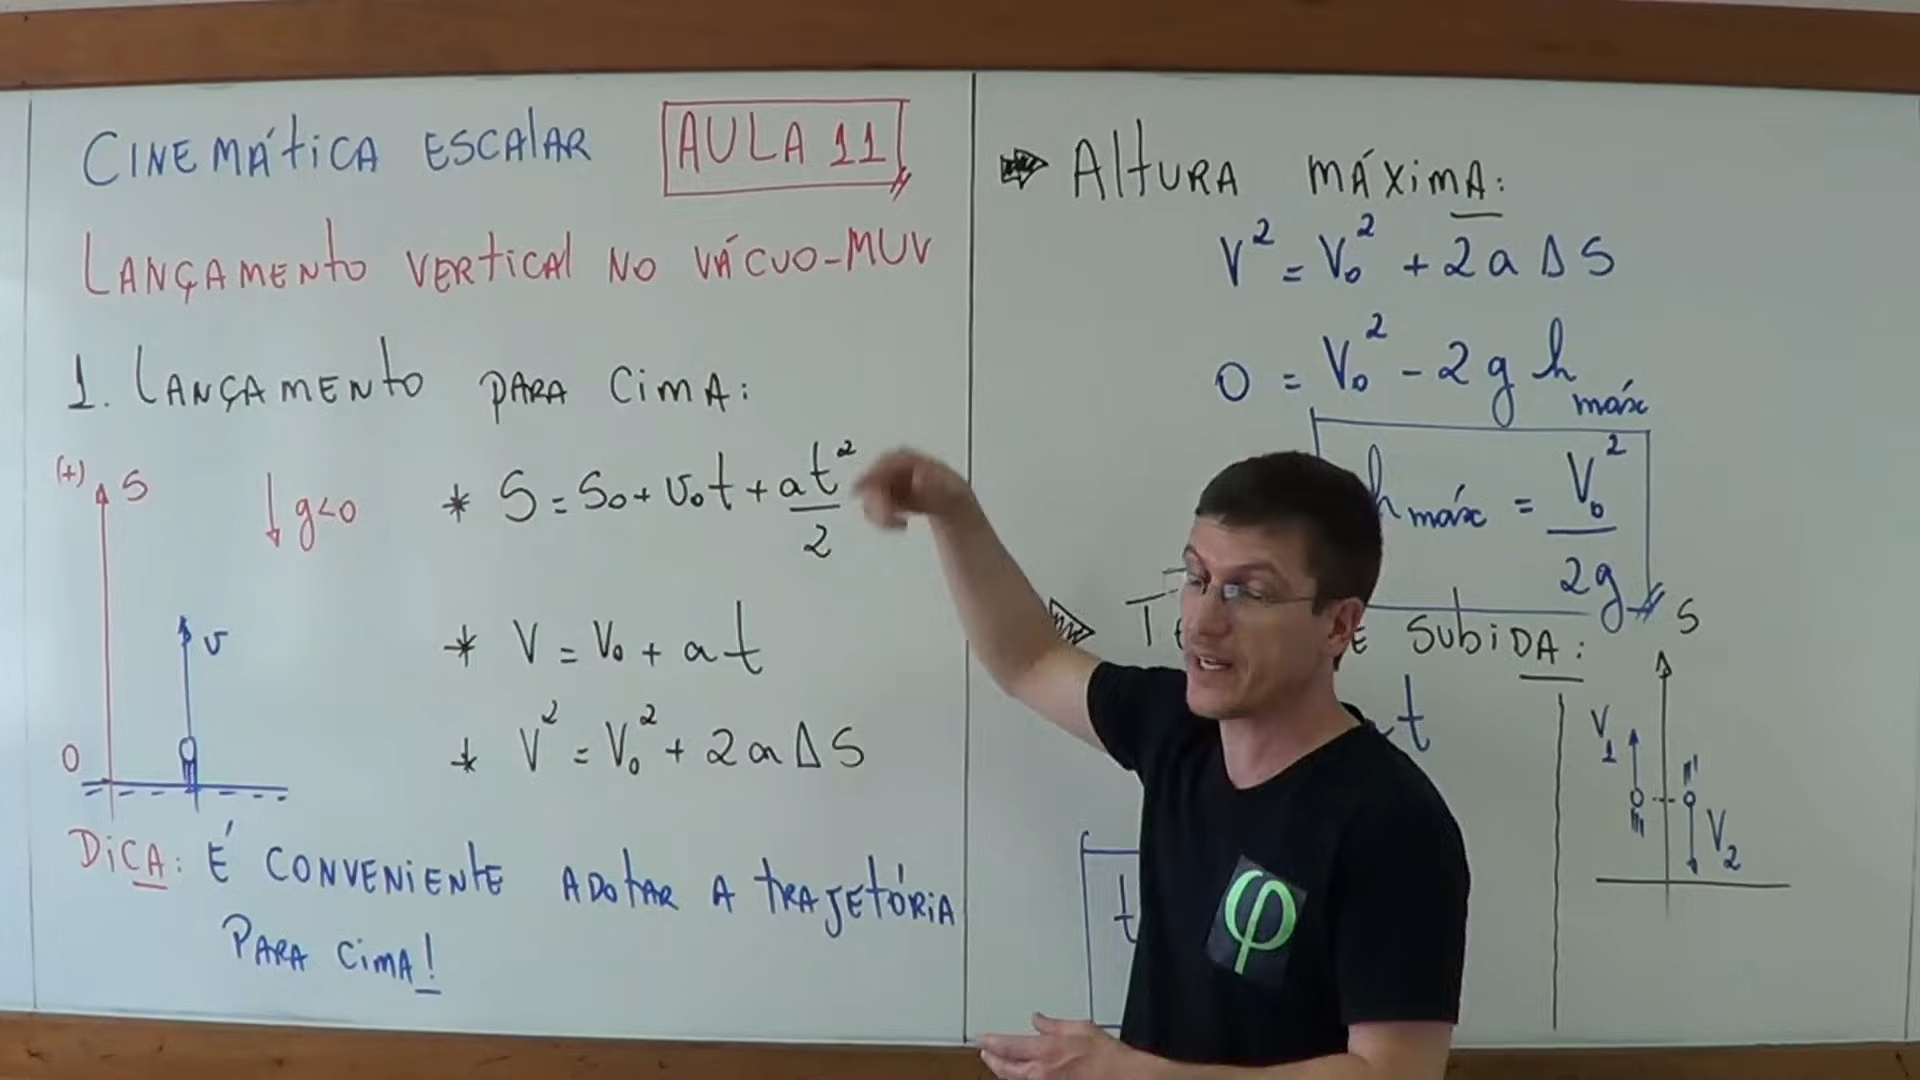 CINEMÁTICA ESCALAR AULA 11
LANÇAMENTO VERTICAL NO VÁCUO-MUV
1. LANÇAMENTO PARA CIMA:
(+) S g<0
* S = S₀ + v₀t + at²/2
v
* V = V₀ + at
* V² = V₀² + 2aΔS
0
DICA: É CONVENIENTE ADOTAR A TRAJETÓRIA
PARA CIMA!
ALTURA MÁXIMA:
V² = V₀² + 2aΔS
0 = V₀² - 2g h máx
h máx = V₀²/2g
SUBIDA:
t
t
S
V₁
V₂
φ